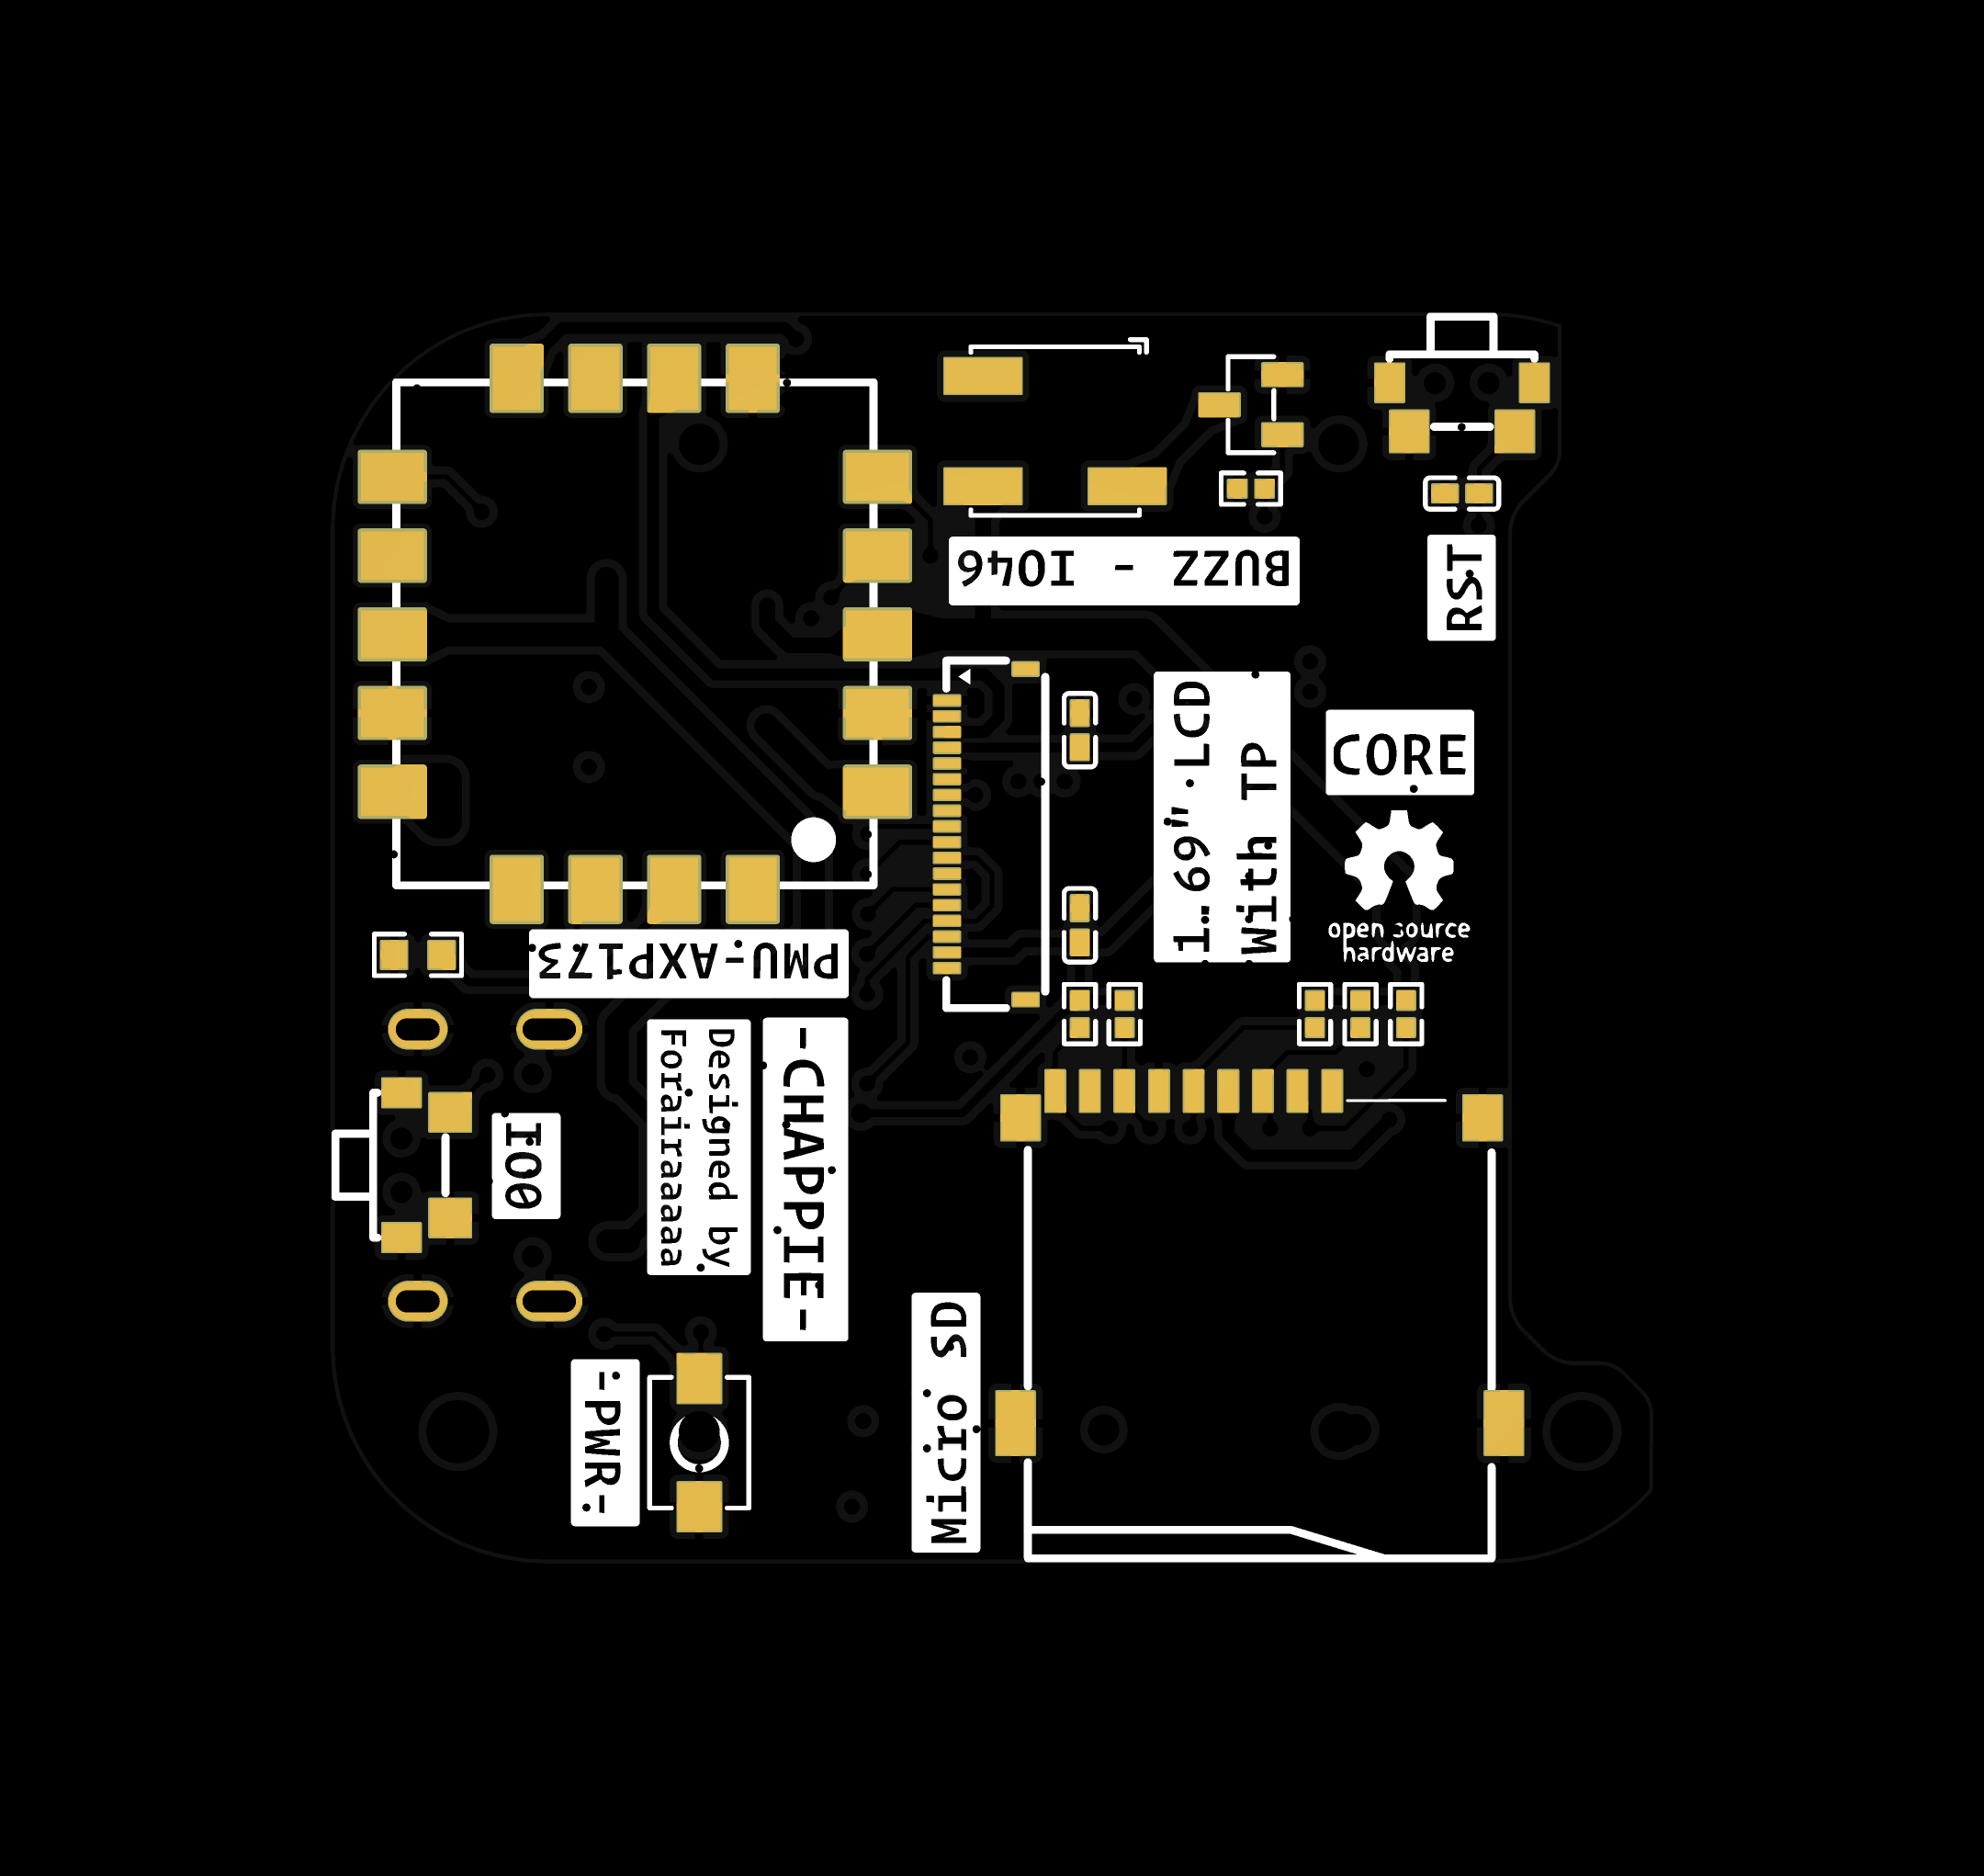 BUZZ - IO46
RST
1.69" LCD
With TP
CORE
open source
hardware
PMU-AXP173
-CHAPPIE-
Designed by
Forairaaaaa
IO0
-PWR-
Micro SD